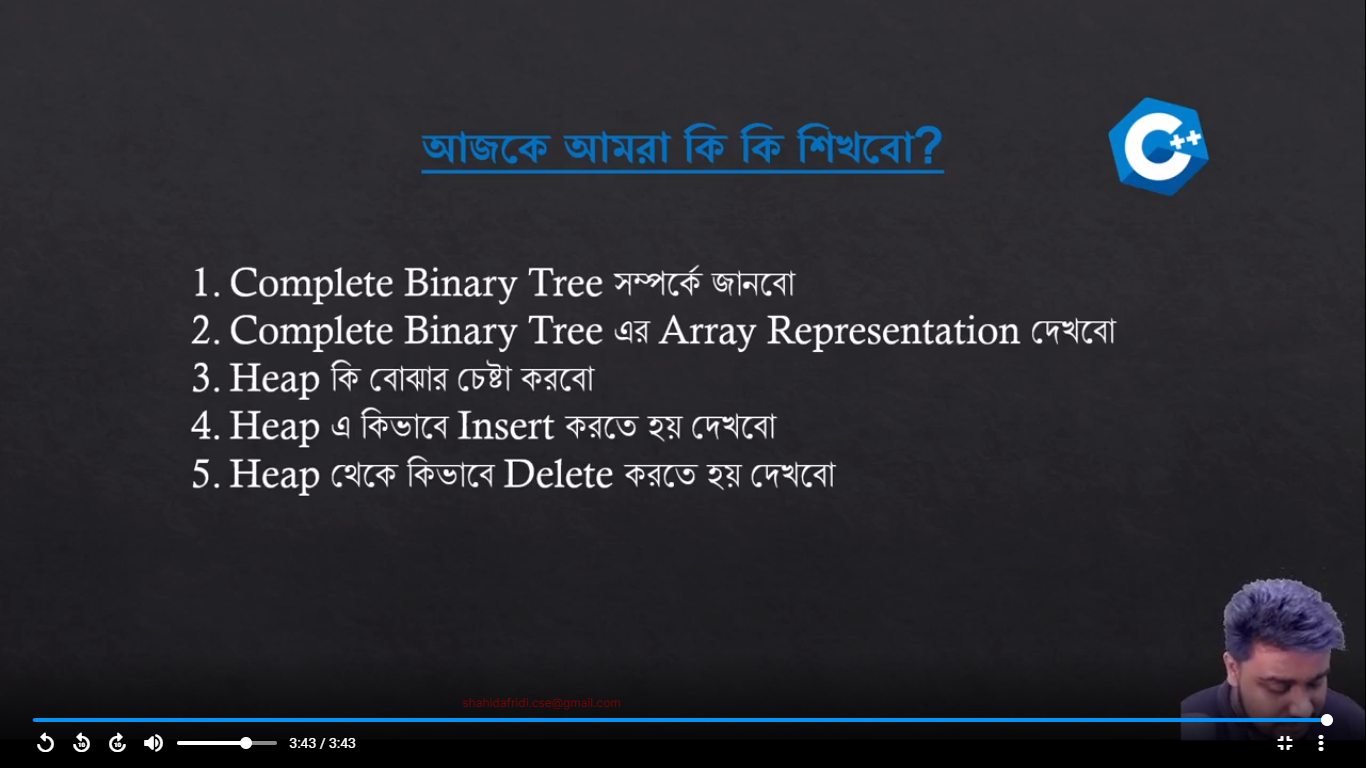 আজকে আমরা কি কি শিখবো?
C++
1. Complete Binary Tree সম্পর্কে জানবো
2. Complete Binary Tree এর Array Representation দেখবো
3. Heap কি বোঝার চেষ্টা করবো
4. Heap এ কিভাবে Insert করতে হয় দেখবো
5. Heap থেকে কিভাবে Delete করতে হয় দেখবো
shahidafridi.cse@gmail.com
10 10 3:43 / 3:43